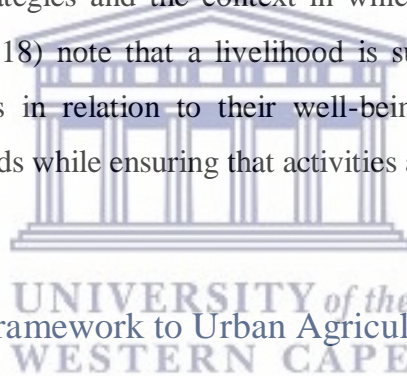 tegies and the context in whic
18) note that a livelihood is su
s in relation to their well-bein
ds while ensuring that activities a
UNIVERSITY of the
ramework to Urban Agricul
WESTERN CAPE